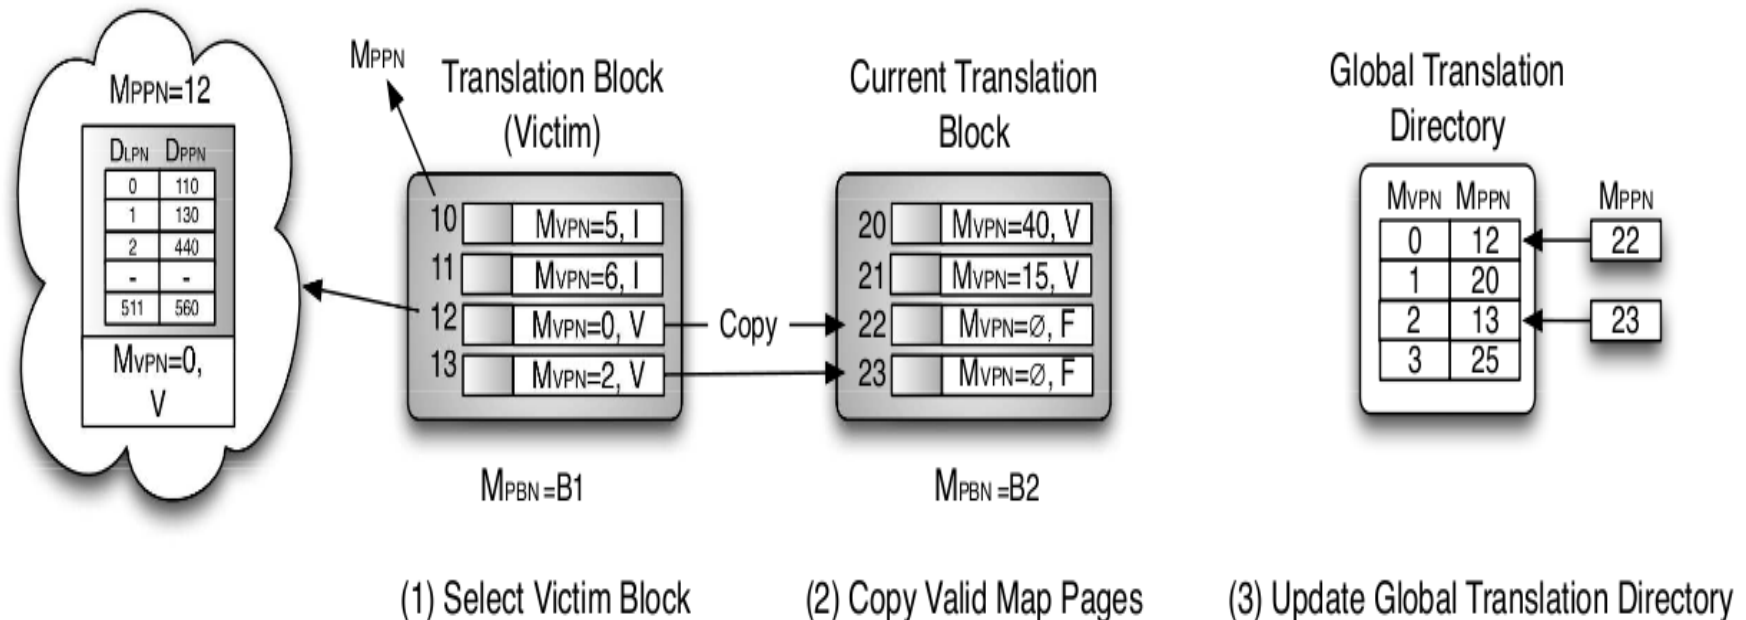 MPPN=12
DLPN DPPN
0 110
1 130
2 440
- -
511 560
MVPN=0,
V
MPPN
Translation Block
(Victim)
10 MVPN=5, I
11 MVPN=6, I
12 MVPN=0, V
13 MVPN=2, V
MPBN =B1
Copy
Current Translation
Block
20 MVPN=40, V
21 MVPN=15, V
22 MVPN=∅, F
23 MVPN=∅, F
MPBN =B2
Global Translation
Directory
MVPN MPPN
0 12
1 20
2 13
3 25
MPPN
22
23
(1) Select Victim Block
(2) Copy Valid Map Pages
(3) Update Global Translation Directory